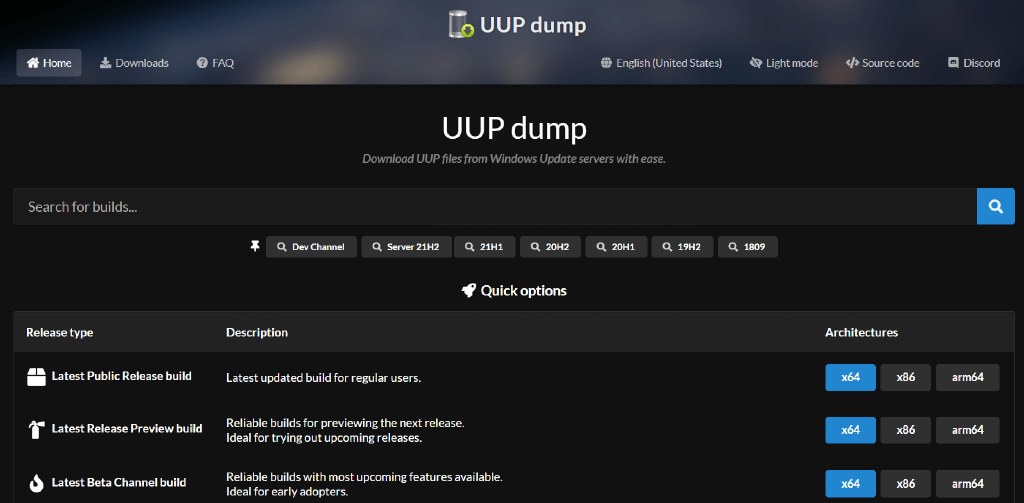 UUP dump
Home Downloads FAQ English (United States) Light mode Source code Discord
UUP dump
Download UUP files from Windows Update servers with ease.
Search for builds...
Dev Channel Server 21H2 21H1 20H2 20H1 19H2 1809
Quick options
Release type Description Architectures
Latest Public Release build Latest updated build for regular users. x64 x86 arm64
Latest Release Preview build Reliable builds for previewing the next release.
Ideal for trying out upcoming releases. x64 x86 arm64
Latest Beta Channel build Reliable builds with most upcoming features available.
Ideal for early adopters. x64 x86 arm64